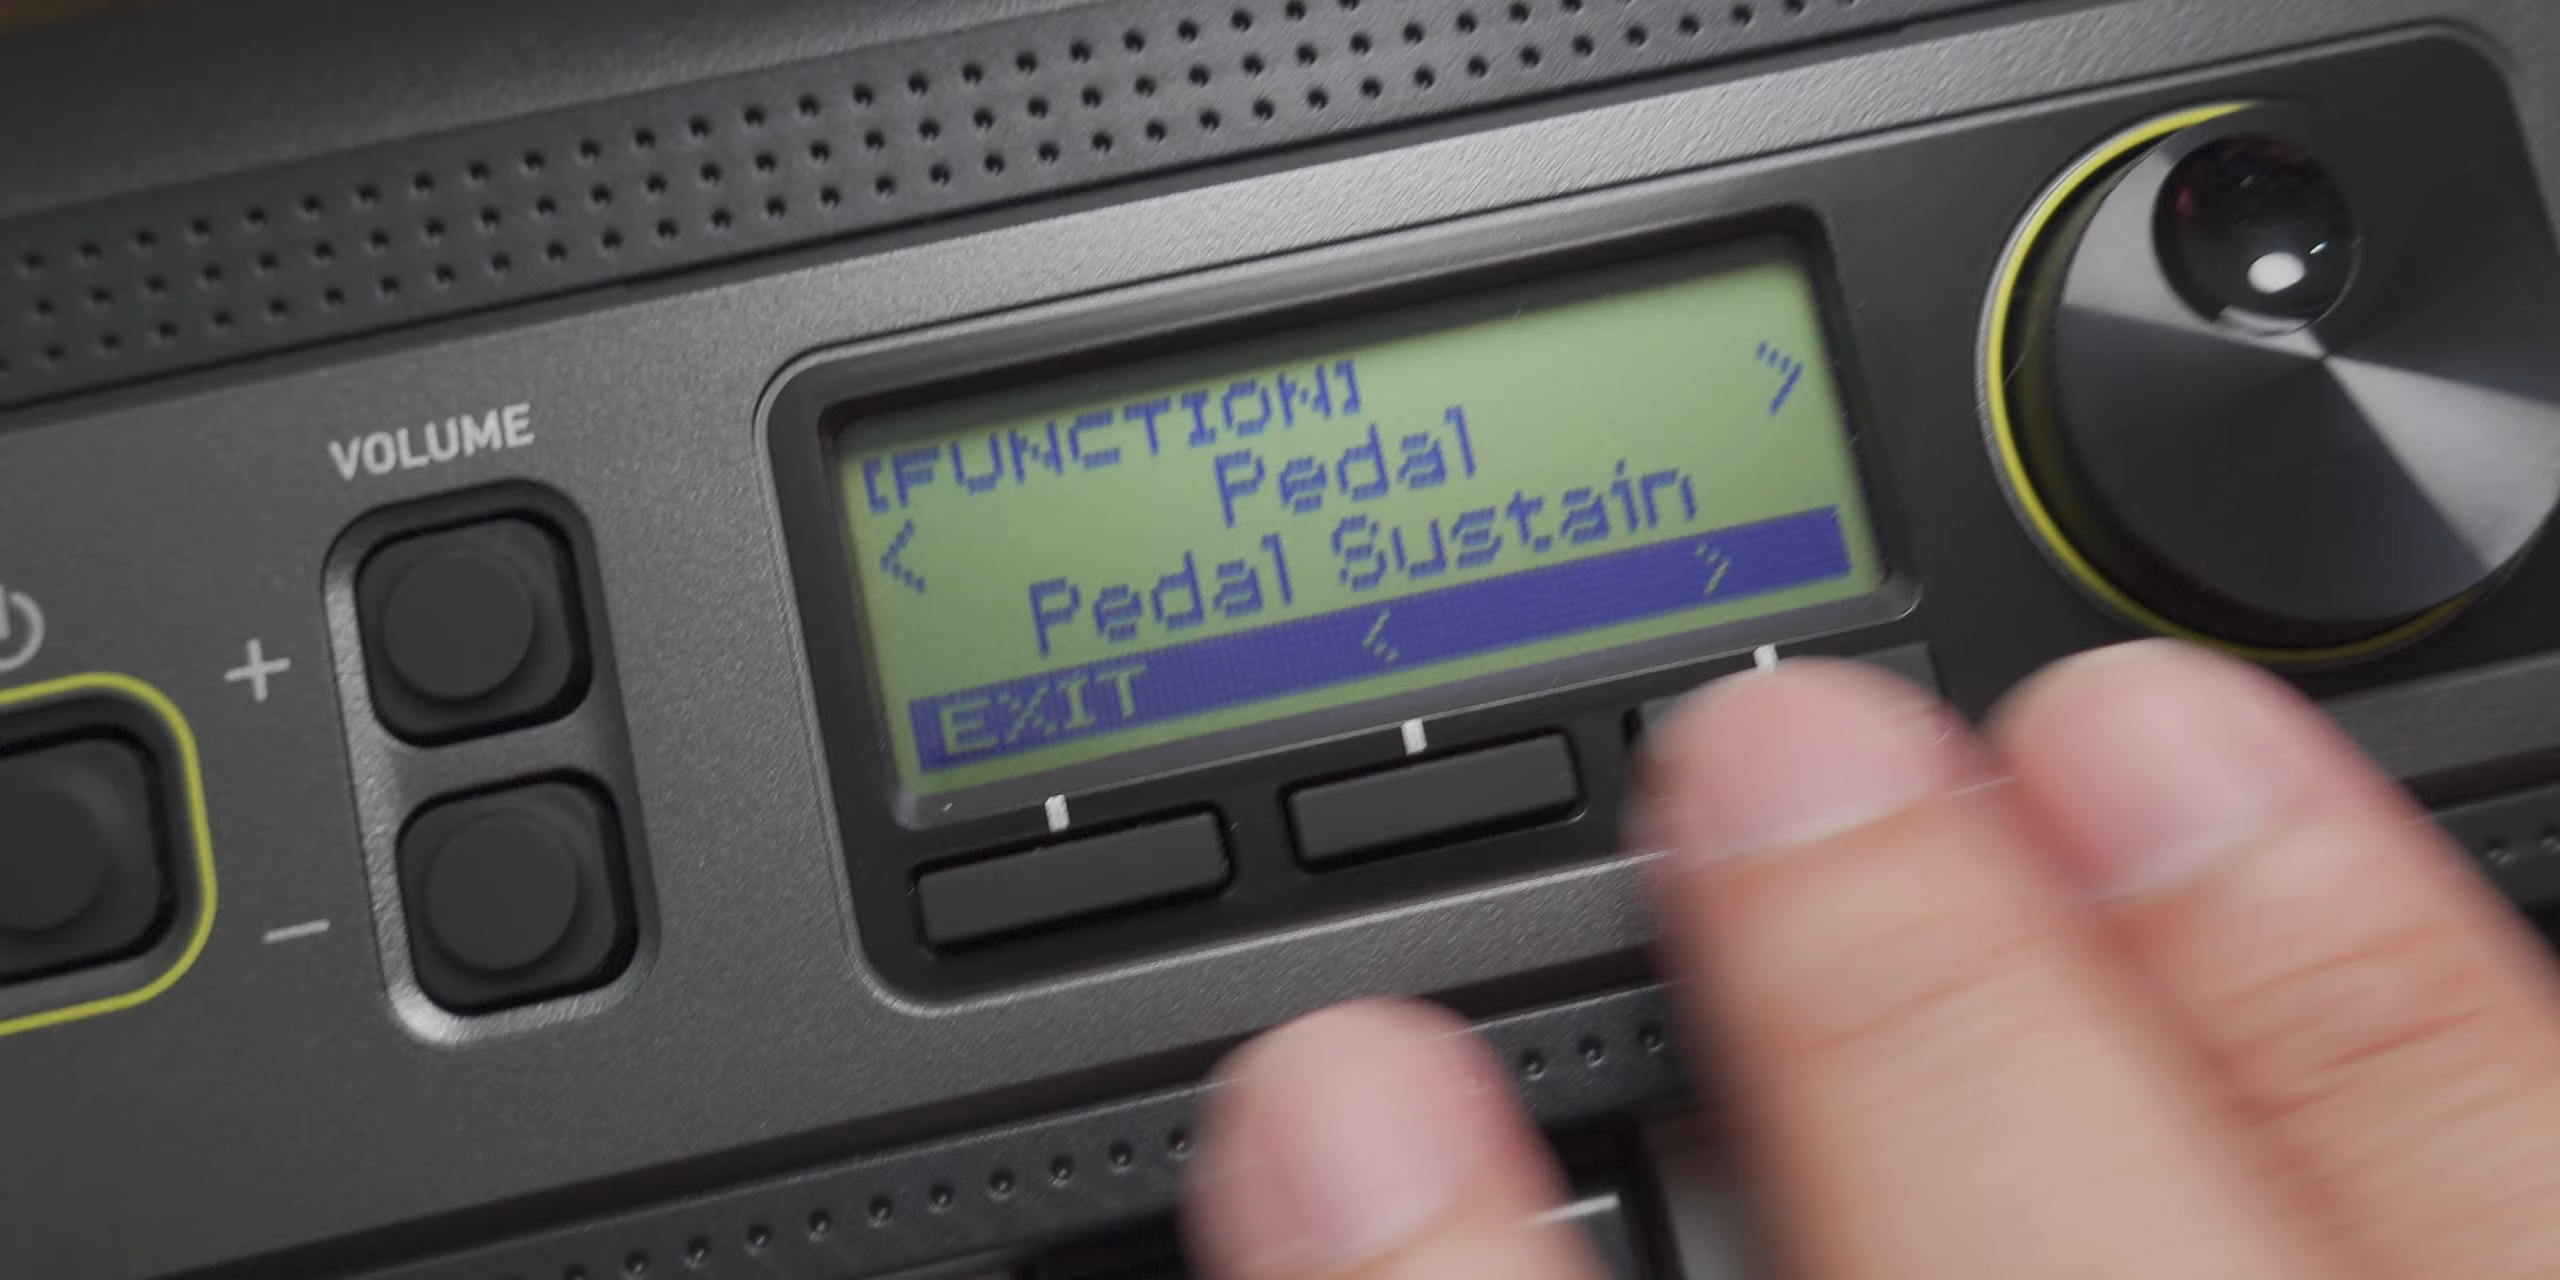 VOLUME
[FUNCTION]
Pedal
< >
Pedal Sustain
EXIT < >
+
−